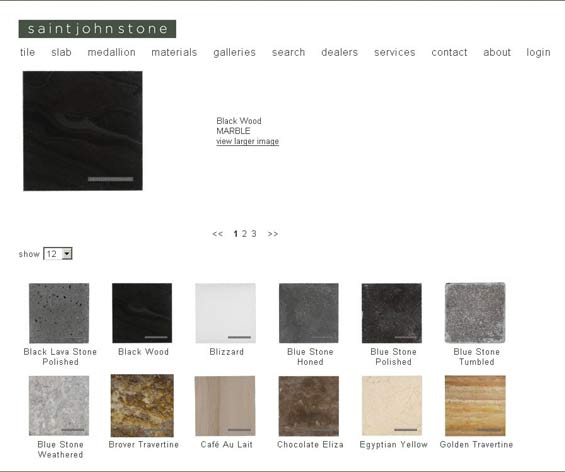 saintjohnstone
tile slab medallion materials galleries search dealers services contact about login
Black Wood
MARBLE
view larger image
<< 1 2 3 >>
show 12
Black Lava Stone Polished
Black Wood
Blizzard
Blue Stone Honed
Blue Stone Polished
Blue Stone Tumbled
Blue Stone Weathered
Brover Travertine
Café Au Lait
Chocolate Eliza
Egyptian Yellow
Golden Travertine